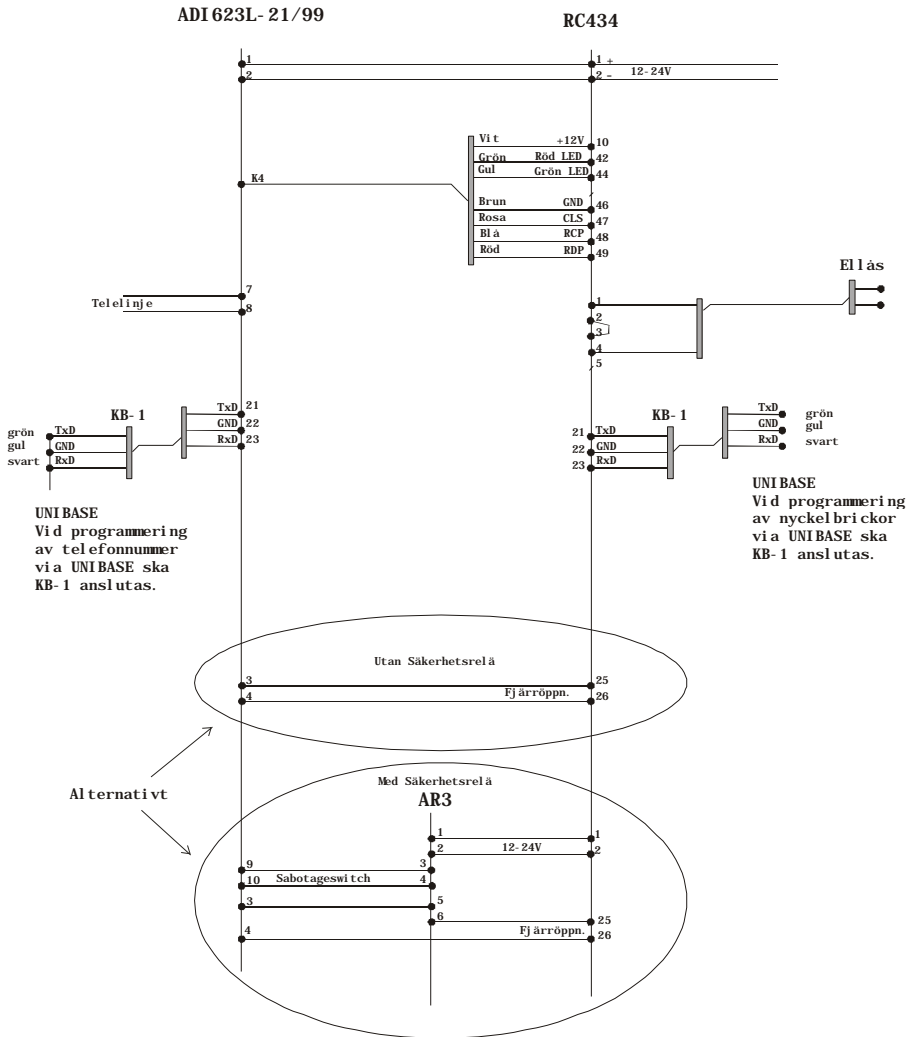 ADI623L-21/99
RC434
1
1 +
2
2 -
12-24V
Vit
+12V
10
Grön
Röd LED
42
Gul
Grön LED
44
K4
Brun
GND
46
Rosa
CLS
47
Blå
RCP
48
Röd
RDP
49
Ellås
7
Telelinje
8
1
2
3
4
5
KB-1
TxD
21
GND
22
RxD
23
grön
TxD
gul
GND
svart
RxD
KB-1
21
TxD
22
GND
23
RxD
TxD
grön
GND
gul
RxD
svart
UNIBASE
Vid programmering
av telefonnummer
via UNIBASE ska
KB-1 anslutas.
UNIBASE
Vid programmering
av nyckelbrickor
via UNIBASE ska
KB-1 anslutas.
Utan Säkerhetsrelä
3
25
4
Fjärröppn.
26
Alternativt
Med Säkerhetsrelä
AR3
1
1
2
12-24V
2
9
3
10
Sabotageswitch
4
3
5
6
25
4
Fjärröppn.
26